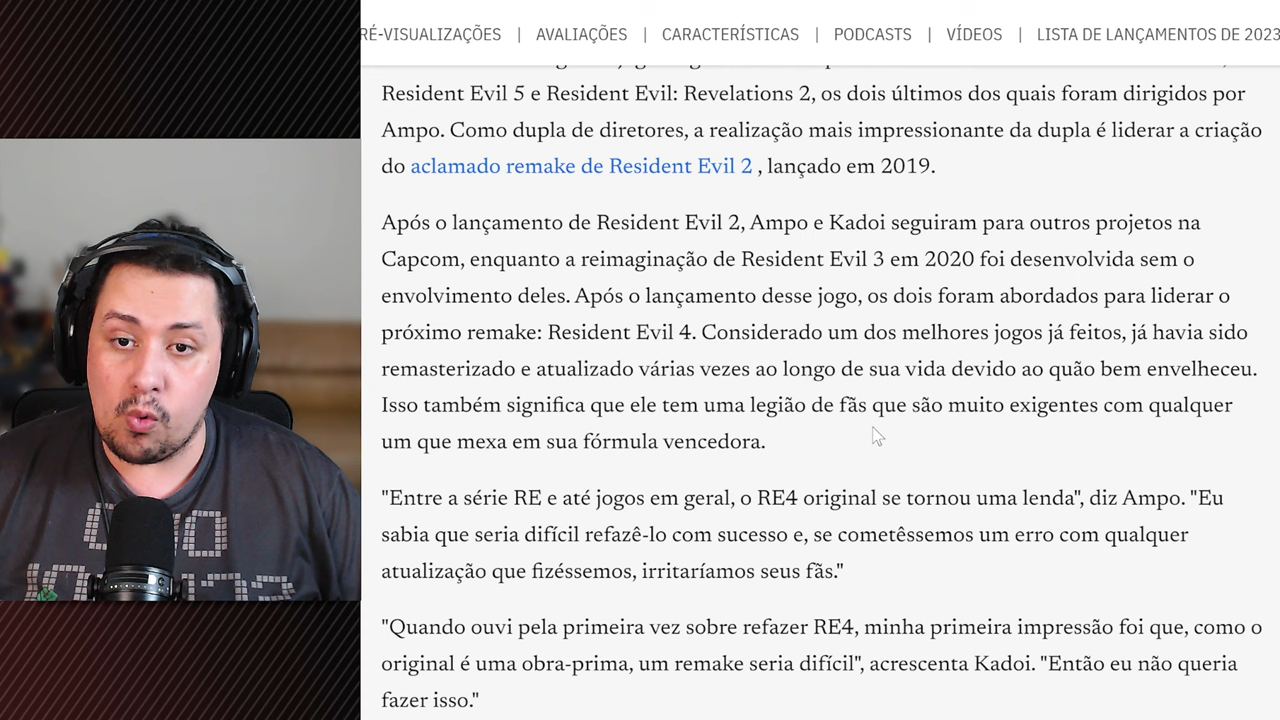 RÉ-VISUALIZAÇÕES | AVALIAÇÕES | CARACTERÍSTICAS | PODCASTS | VÍDEOS | LISTA DE LANÇAMENTOS DE 2023
Resident Evil 5 e Resident Evil: Revelations 2, os dois últimos dos quais foram dirigidos por
Ampo. Como dupla de diretores, a realização mais impressionante da dupla é liderar a criação
do aclamado remake de Resident Evil 2 , lançado em 2019.
Após o lançamento de Resident Evil 2, Ampo e Kadoi seguiram para outros projetos na
Capcom, enquanto a reimaginação de Resident Evil 3 em 2020 foi desenvolvida sem o
envolvimento deles. Após o lançamento desse jogo, os dois foram abordados para liderar o
próximo remake: Resident Evil 4. Considerado um dos melhores jogos já feitos, já havia sido
remasterizado e atualizado várias vezes ao longo de sua vida devido ao quão bem envelheceu.
Isso também significa que ele tem uma legião de fãs que são muito exigentes com qualquer
um que mexa em sua fórmula vencedora.
"Entre a série RE e até jogos em geral, o RE4 original se tornou uma lenda", diz Ampo. "Eu
sabia que seria difícil refazê-lo com sucesso e, se cometêssemos um erro com qualquer
atualização que fizéssemos, irritaríamos seus fãs."
"Quando ouvi pela primeira vez sobre refazer RE4, minha primeira impressão foi que, como o
original é uma obra-prima, um remake seria difícil", acrescenta Kadoi. "Então eu não queria
fazer isso."